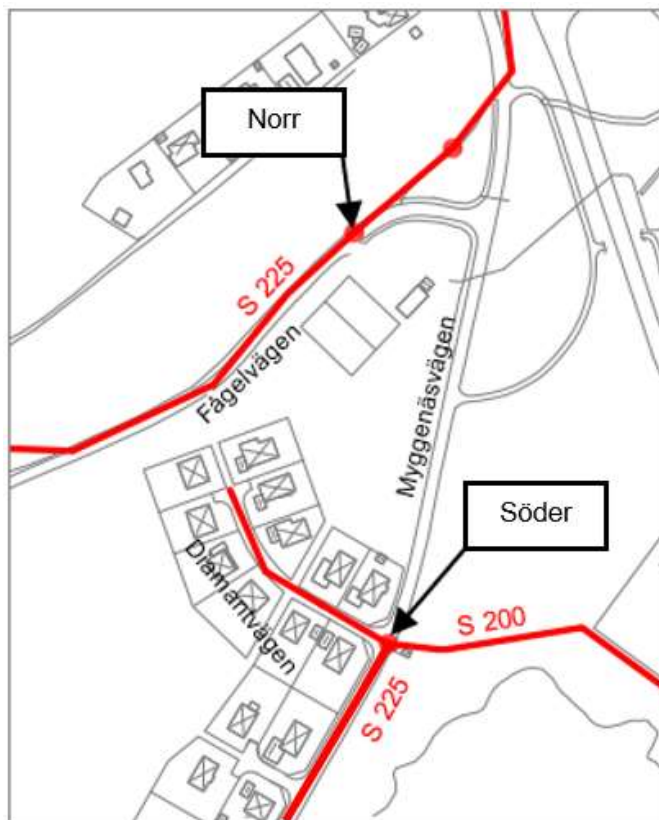 Norr
S 225
Fågelvägen
Myggenäsvägen
Söder
Diamantvägen
S 200
S 225